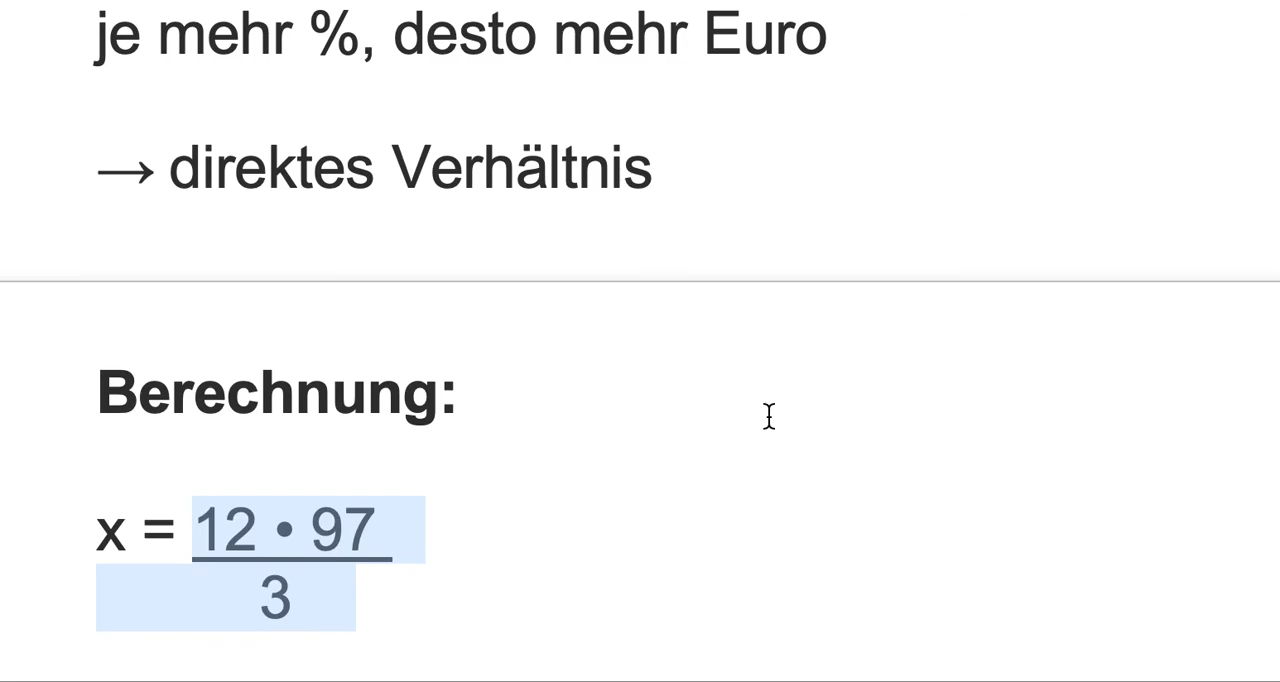 je mehr %, desto mehr Euro
→ direktes Verhältnis
Berechnung:
x = 12 • 97
3